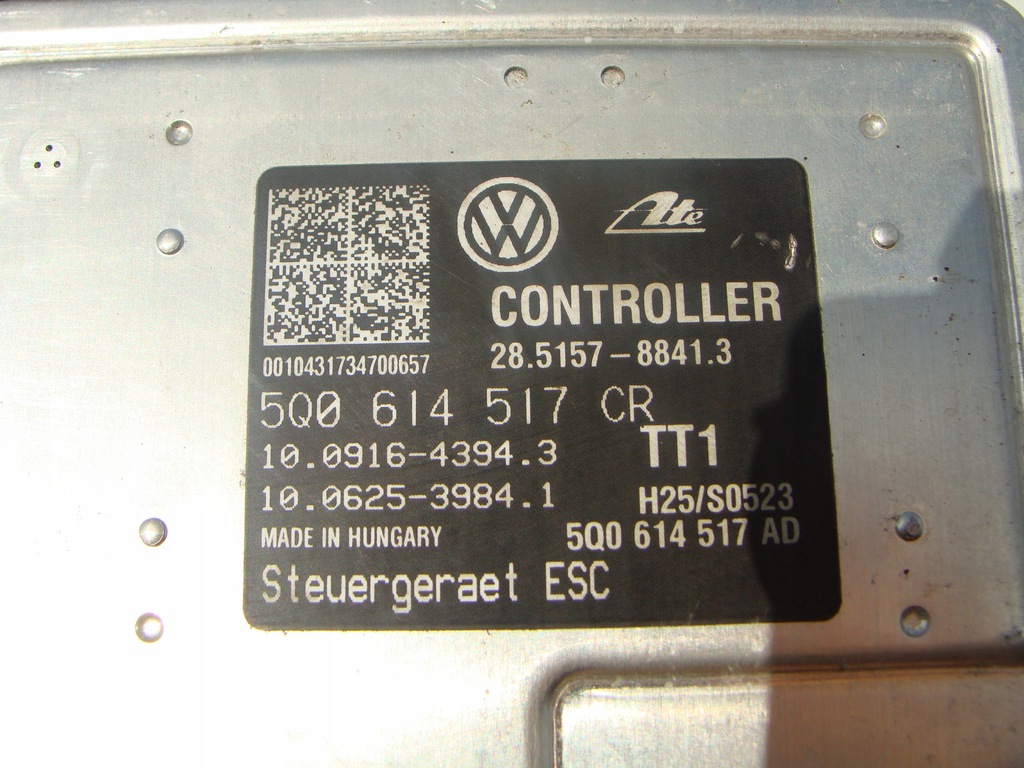 Ate
CONTROLLER
28.5157-8841.3
0010431734700657
5Q0 614 517 CR
TT1
10.0916-4394.3
10.0625-3984.1
H25/S0523
MADE IN HUNGARY
5Q0 614 517 AD
Steuergeraet ESC